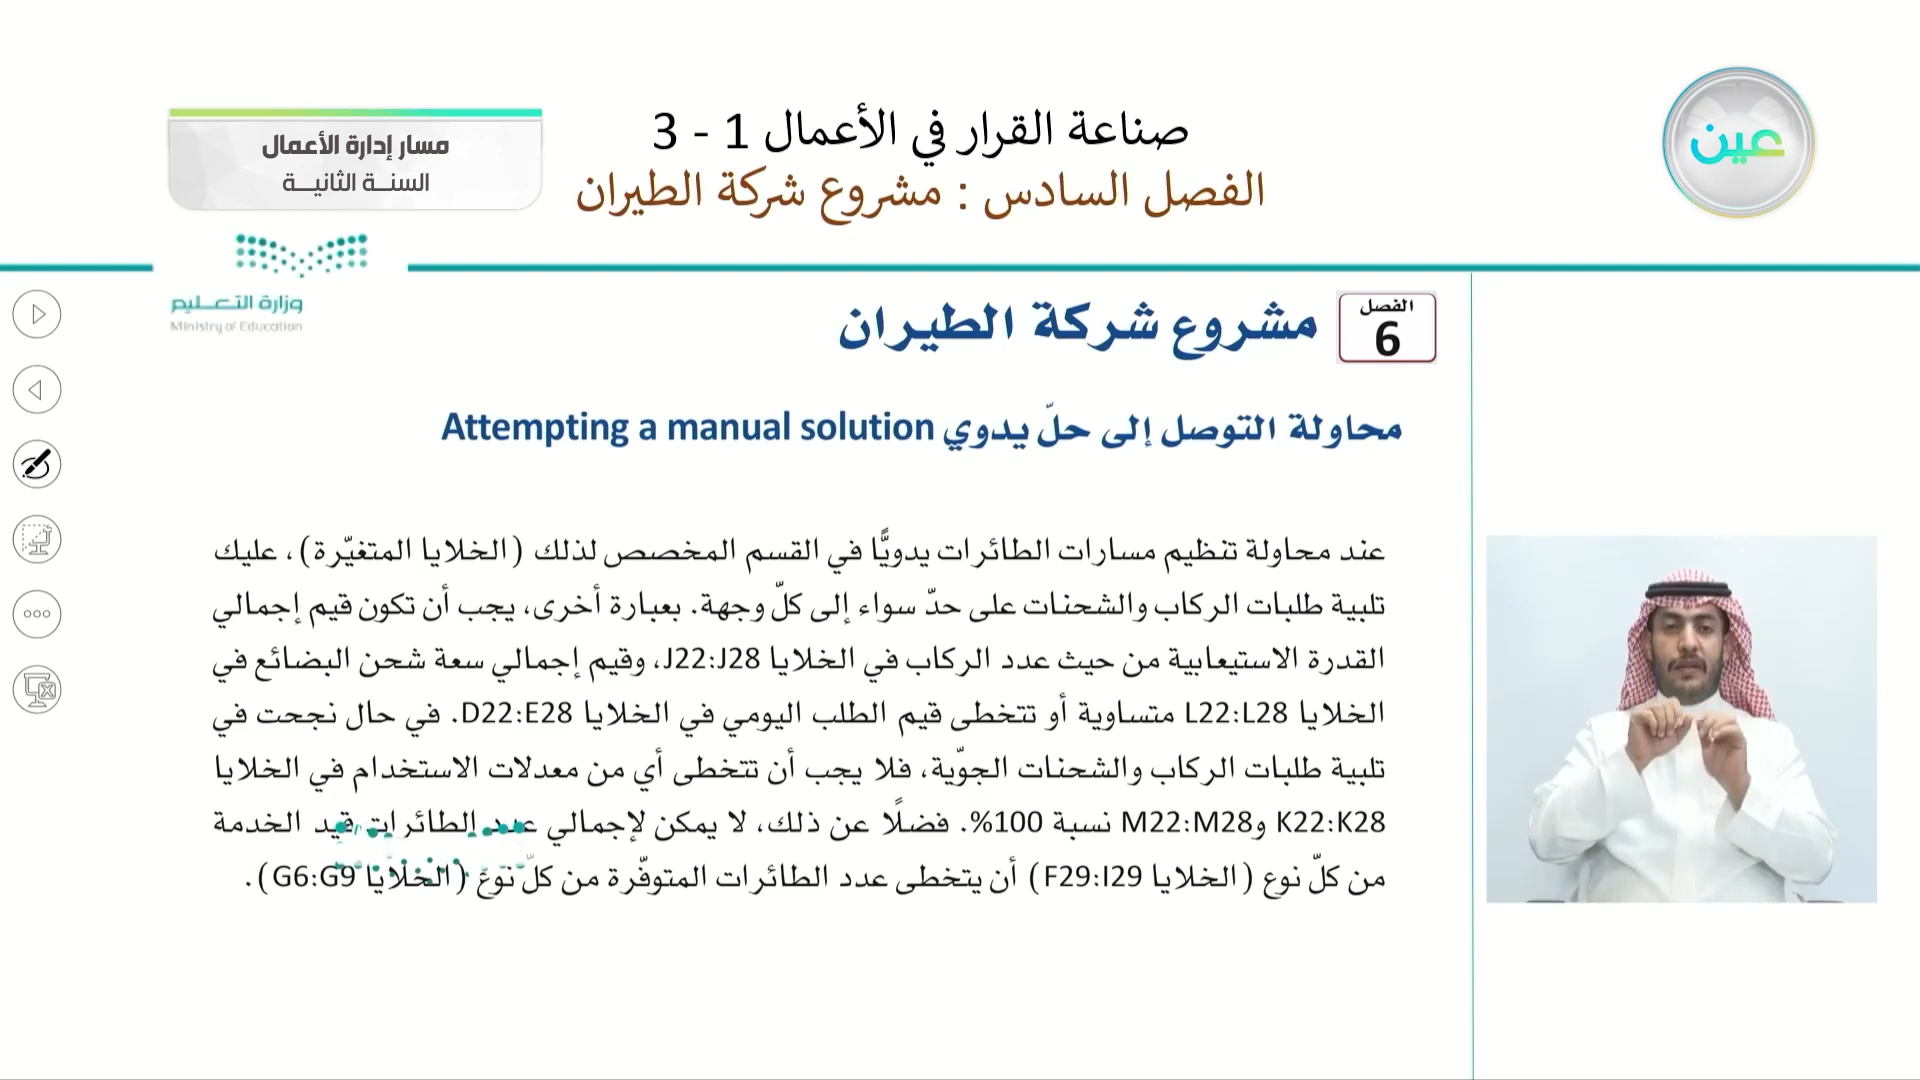 صناعة القرار في الأعمال 1 - 3
الفصل السادس : مشروع شركة الطيران
مسار إدارة الأعمال
السنة الثانية
عين
وزارة التعليم
Ministry of Education
الفصل
6
مشروع شركة الطيران
محاولة التوصل إلى حلّ يدوي Attempting a manual solution
عند محاولة تنظيم مسارات الطائرات يدويًّا في القسم المخصص لذلك (الخلايا المتغيّرة)، عليك
تلبية طلبات الركاب والشحنات على حدّ سواء إلى كلّ وجهة. بعبارة أخرى، يجب أن تكون قيم إجمالي
القدرة الاستيعابية من حيث عدد الركاب في الخلايا J22:J28، وقيم إجمالي سعة شحن البضائع في
الخلايا L22:L28 متساوية أو تتخطى قيم الطلب اليومي في الخلايا D22:E28. في حال نجحت في
تلبية طلبات الركاب والشحنات الجوّية، فلا يجب أن تتخطى أي من معدلات الاستخدام في الخلايا
K22:K28 وM22:M28 نسبة 100%. فضلًا عن ذلك، لا يمكن لإجمالي عدد الطائرات قيد الخدمة
من كلّ نوع (الخلايا F29:I29) أن يتخطى عدد الطائرات المتوفّرة من كلّ نوع (الخلايا G6:G9).